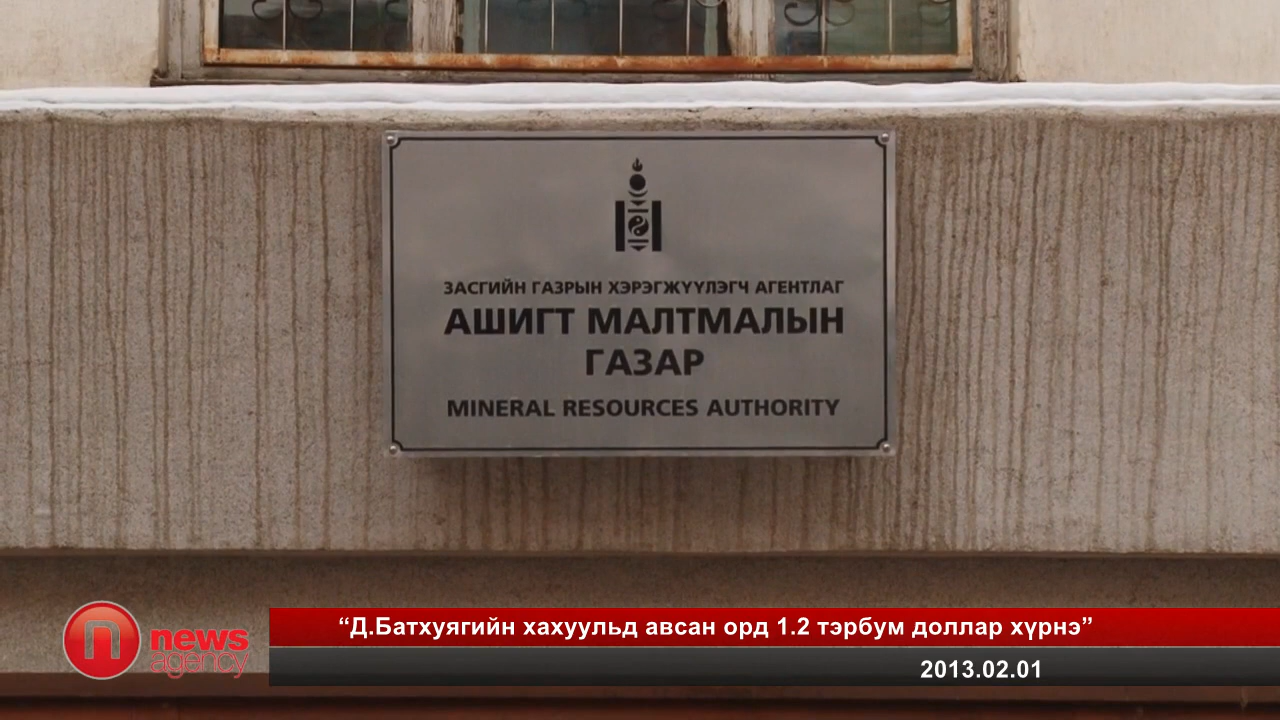 ЗАСГИЙН ГАЗРЫН ХЭРЭГЖҮҮЛЭГЧ АГЕНТЛАГ
АШИГТ МАЛТМАЛЫН
ГАЗАР
MINERAL RESOURCES AUTHORITY
n news
agency
“Д.Батхуягийн хахуульд авсан орд 1.2 тэрбум доллар хүрнэ”
2013.02.01